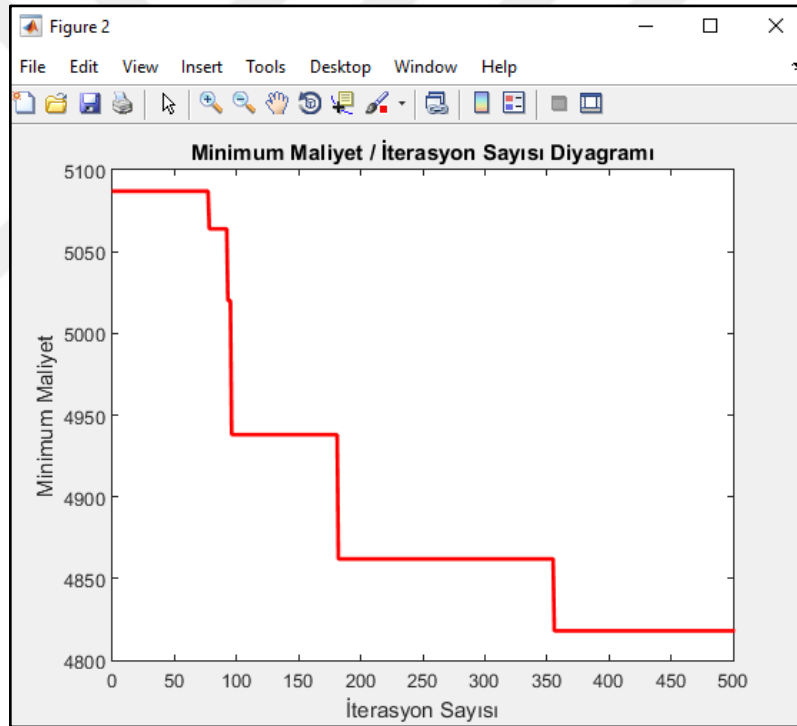 Figure 2
File Edit View Insert Tools Desktop Window Help
Minimum Maliyet / İterasyon Sayısı Diyagramı
5100
5050
5000
4950
4900
4850
4800
Minimum Maliyet
0 50 100 150 200 250 300 350 400 450 500
İterasyon Sayısı